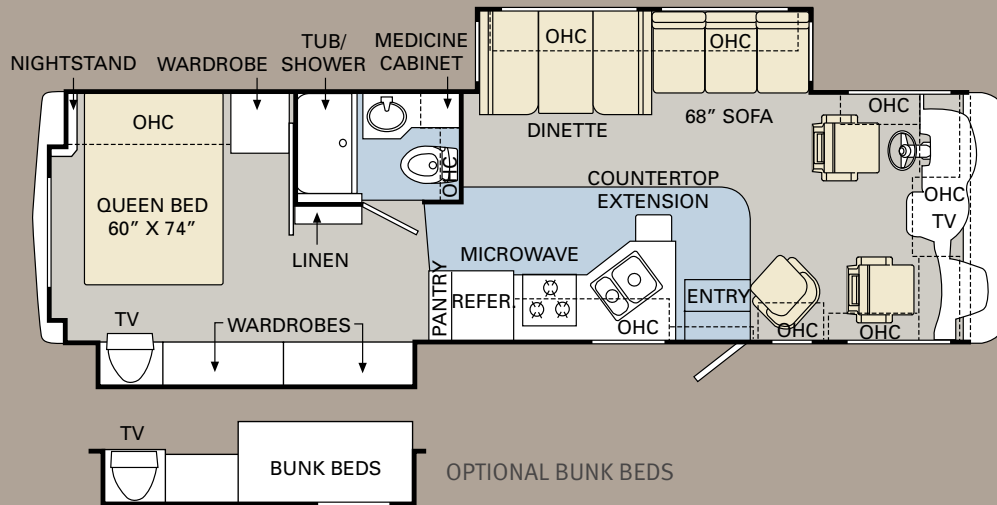 NIGHTSTAND
WARDROBE
TUB/
SHOWER
MEDICINE
CABINET
OHC
OHC
OHC
OHC
DINETTE
68” SOFA
OHC
COUNTERTOP
EXTENSION
OHC
TV
QUEEN BED
60” X 74”
LINEN
MICROWAVE
PANTRY
REFER.
ENTRY
OHC
OHC
OHC
TV
WARDROBES
TV
BUNK BEDS
OPTIONAL BUNK BEDS